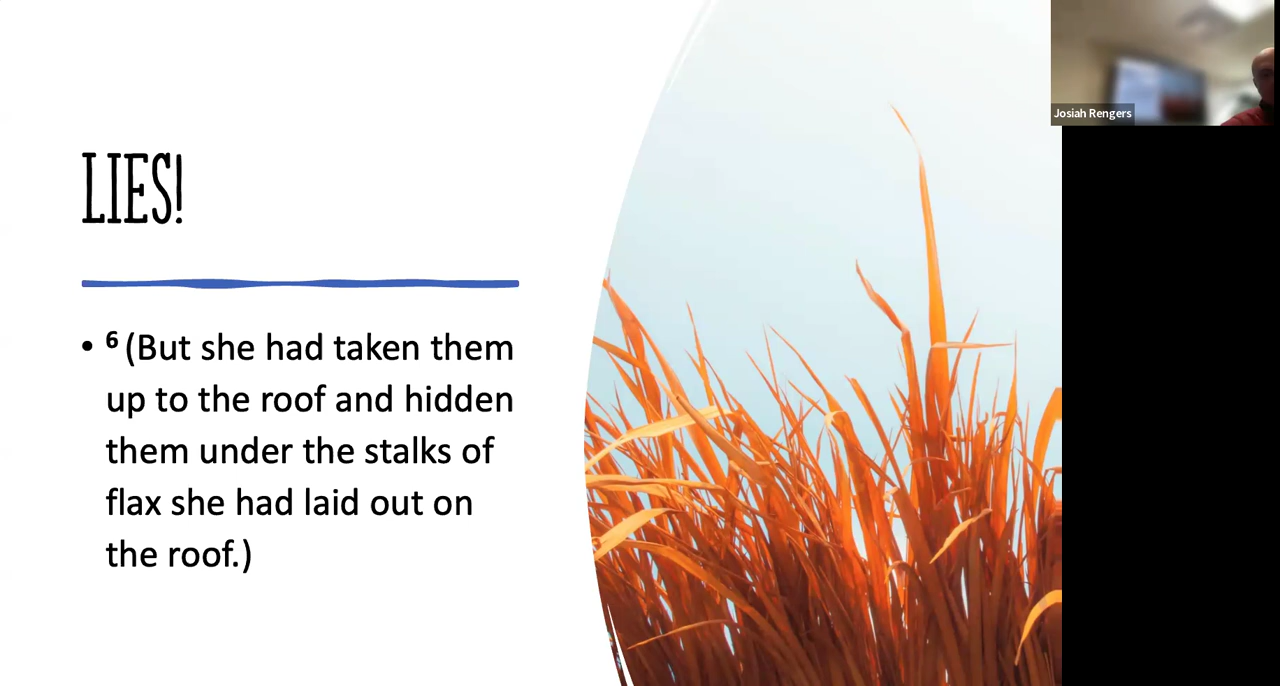 LIES!
• ⁶ (But she had taken them
up to the roof and hidden
them under the stalks of
flax she had laid out on
the roof.)
Josiah Rengers